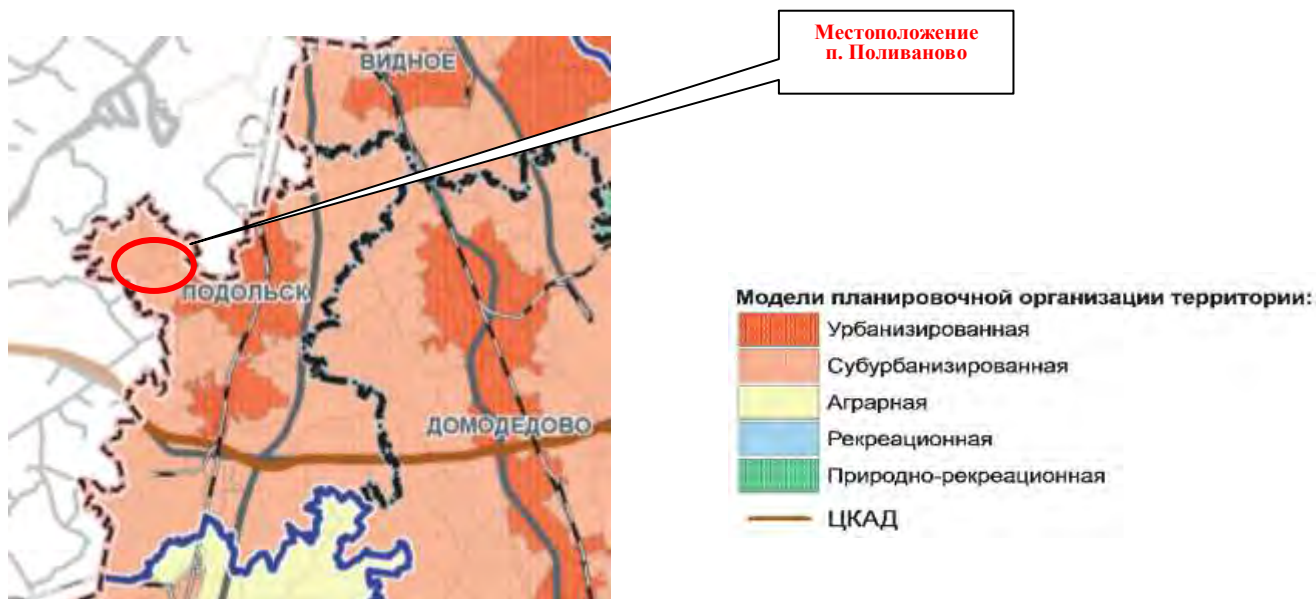 Местоположение
п. Поливаново
ВИДНОЕ
ПОДОЛЬСК
ДОМОДЕДОВО
Модели планировочной организации территории:
Урбанизированная
Субурбанизированная
Аграрная
Рекреационная
Природно-рекреационная
ЦКАД